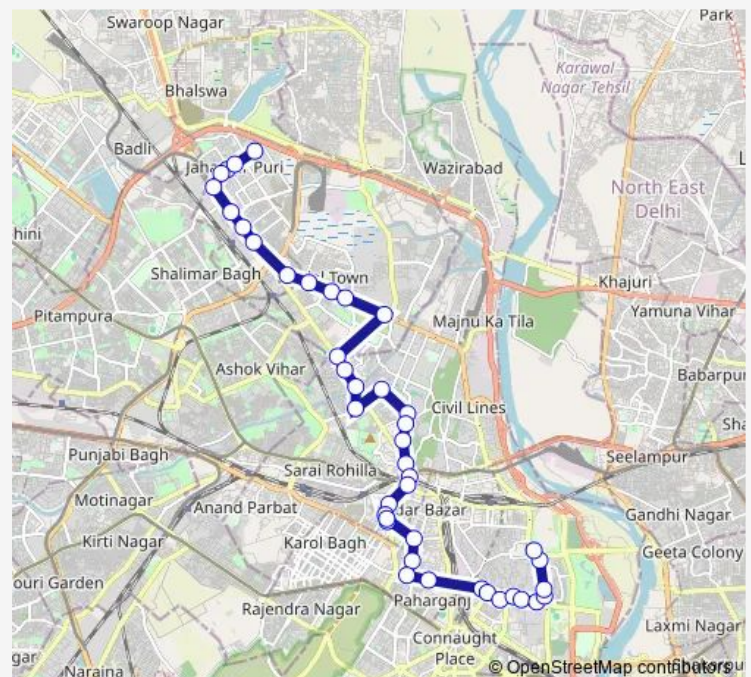 Park
Swaroop Nagar
Karawal
Nagar Tehsil
Bhalswa
Badli
Puri
Wazirabad
North East
Delhi
hini
Shalimar Bagh
Town
Khajuri
Pitampura
Majnu Ka Tila
Yamuna Vihar
Ashok Vihar
Babarpur
Civil Lines
Punjabi Bagh
Seelampur
Sarai Rohilla
Motinagar
Anand Parbat
dar Bazar
Gandhi Nagar
Kirti Nagar
Karol Bagh
Geeta Colony
ouri Garden
Rajendra Nagar
Paharganj
Laxmi Nagar
Connaught
Place
gar
Naraina
© OpenStreetMap contributors